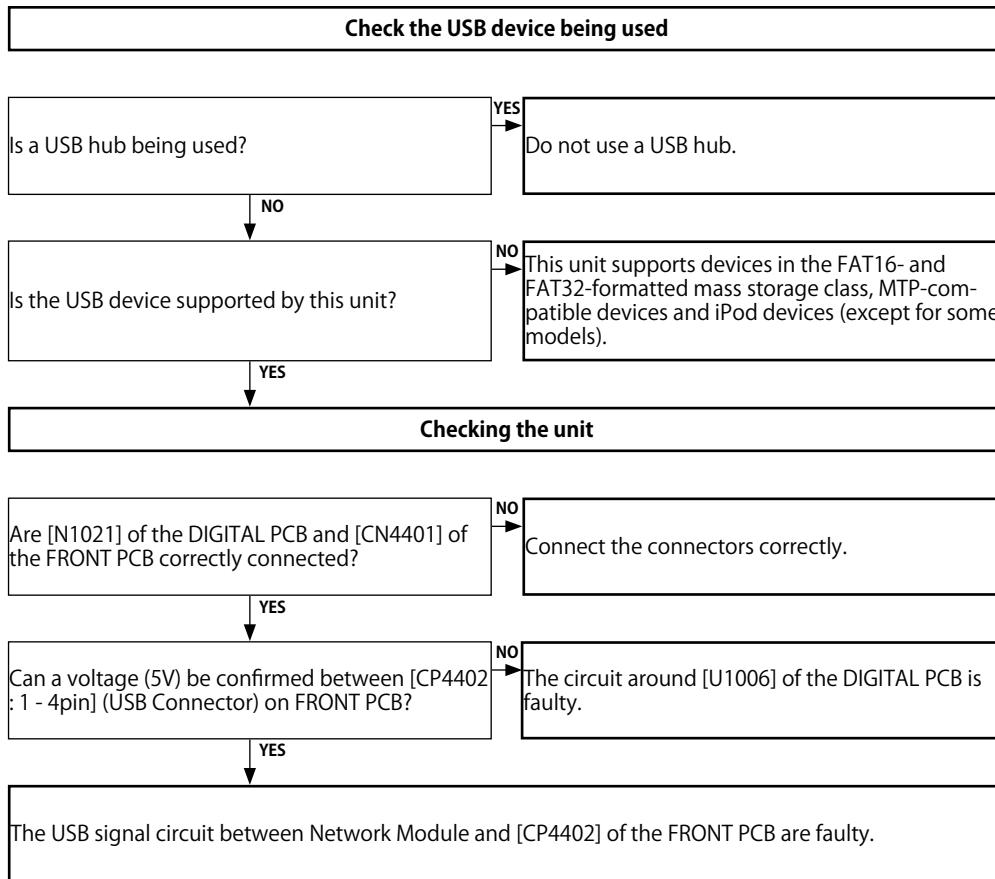 Check the USB device being used
Is a USB hub being used?
YES
Do not use a USB hub.
NO
Is the USB device supported by this unit?
NO
This unit supports devices in the FAT16- and
FAT32-formatted mass storage class, MTP-com-
patible devices and iPod devices (except for some
models).
YES
Checking the unit
Are [N1021] of the DIGITAL PCB and [CN4401] of
the FRONT PCB correctly connected?
NO
Connect the connectors correctly.
YES
Can a voltage (5V) be confirmed between [CP4402
: 1 - 4pin] (USB Connector) on FRONT PCB?
NO
The circuit around [U1006] of the DIGITAL PCB is
faulty.
YES
The USB signal circuit between Network Module and [CP4402] of the FRONT PCB are faulty.